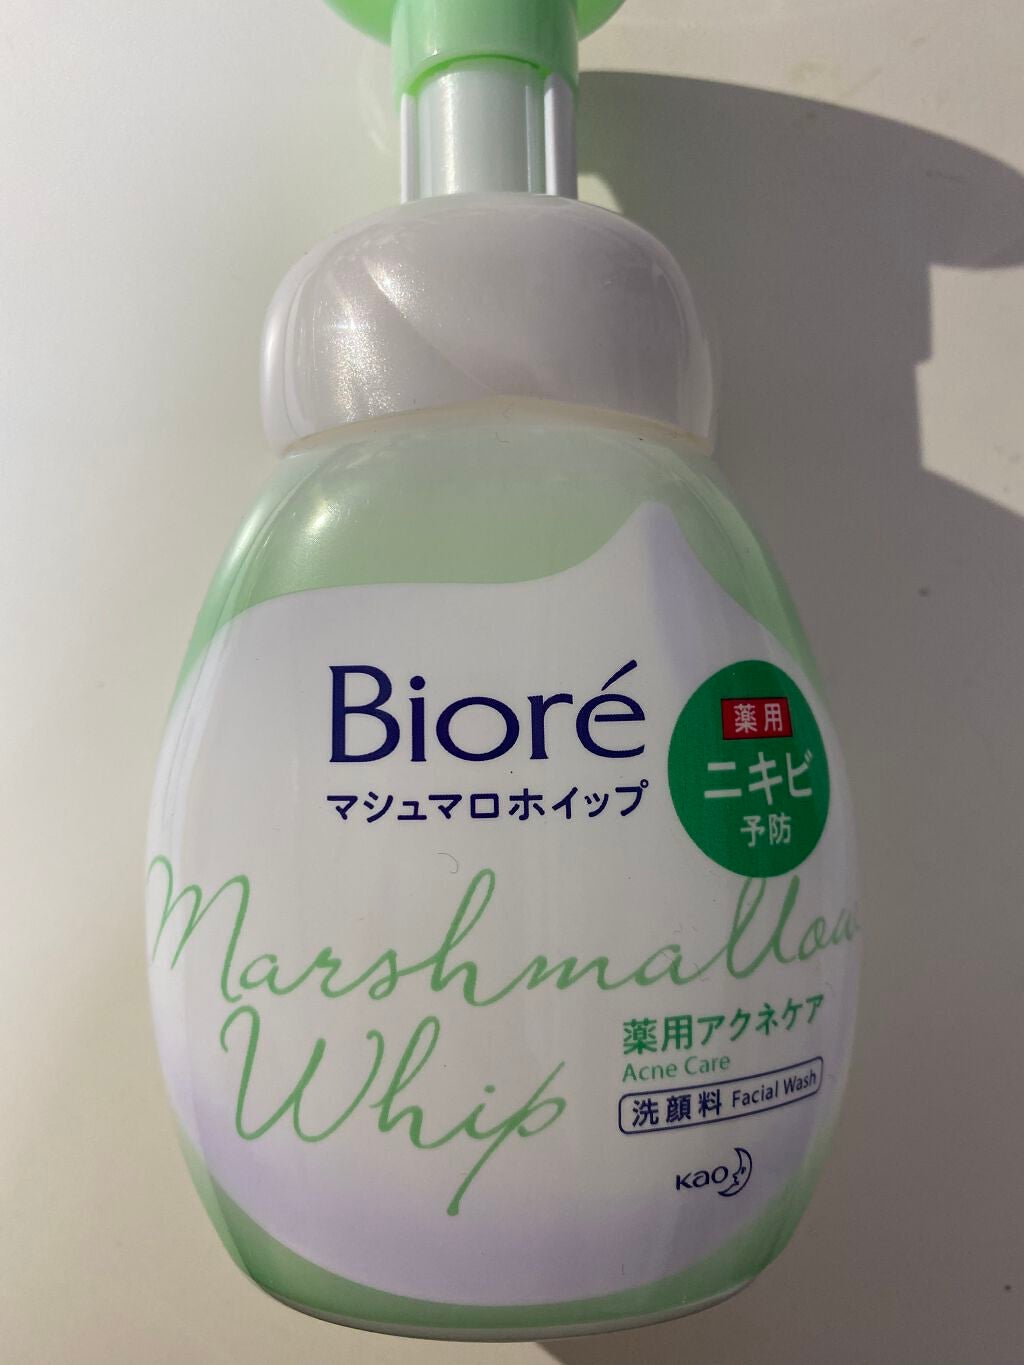 Bioré
マシュマロホイップ
薬用
ニキビ
予防
Marshmallow
Whip
薬用アクネケア
Acne Care
洗顔料 Facial Wash
Kao